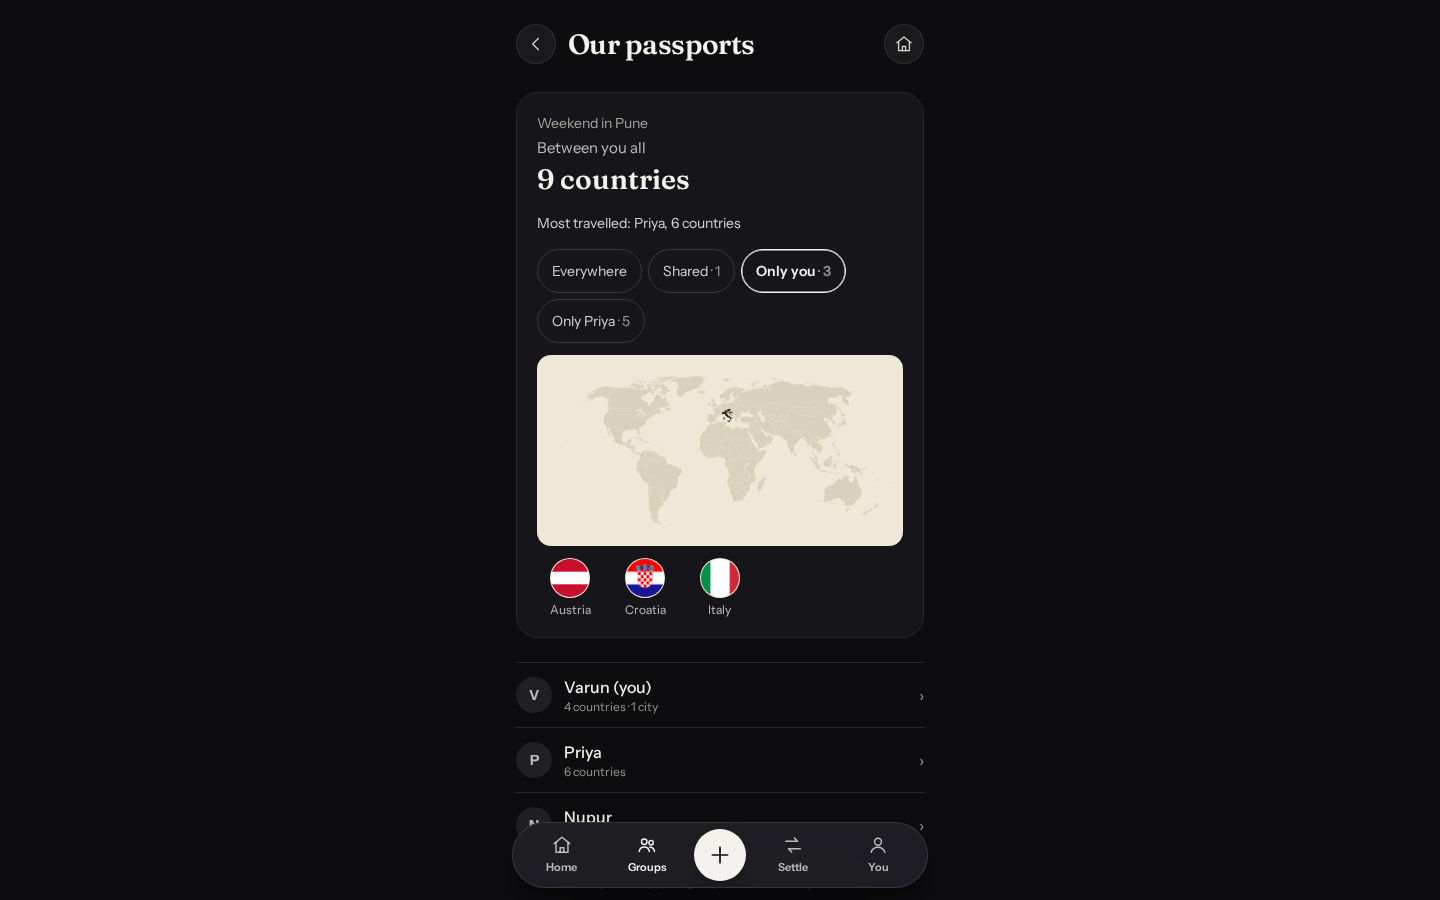 Our passports
Weekend in Pune
Between you all
9 countries
Most travelled: Priya, 6 countries
Everywhere
Shared · 1
Only you · 3
Only Priya · 5
Austria
Croatia
Italy
V
Varun (you)
4 countries · 1 city
›
P
Priya
6 countries
›
N
Nupur
›
Home
Groups
Settle
You